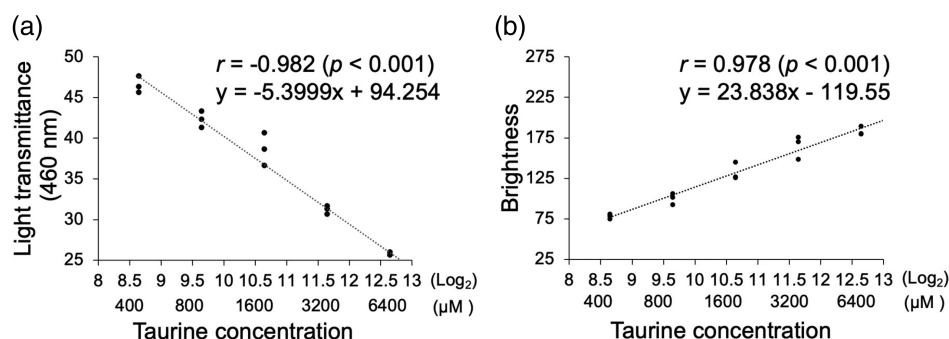 (a)
r = -0.982 (p < 0.001)
y = -5.3999x + 94.254
Light transmittance
(460 nm)
50
45
40
35
30
25
8 8.5 9 9.5 10 10.5 11 11.5 12 12.5 13 (Log2)
400 800 1600 3200 6400 (µM)
Taurine concentration
(b)
r = 0.978 (p < 0.001)
y = 23.838x - 119.55
Brightness
275
225
175
125
75
25
8 8.5 9 9.5 10 10.5 11 11.5 12 12.5 13 (Log2)
400 800 1600 3200 6400 (µM)
Taurine concentration